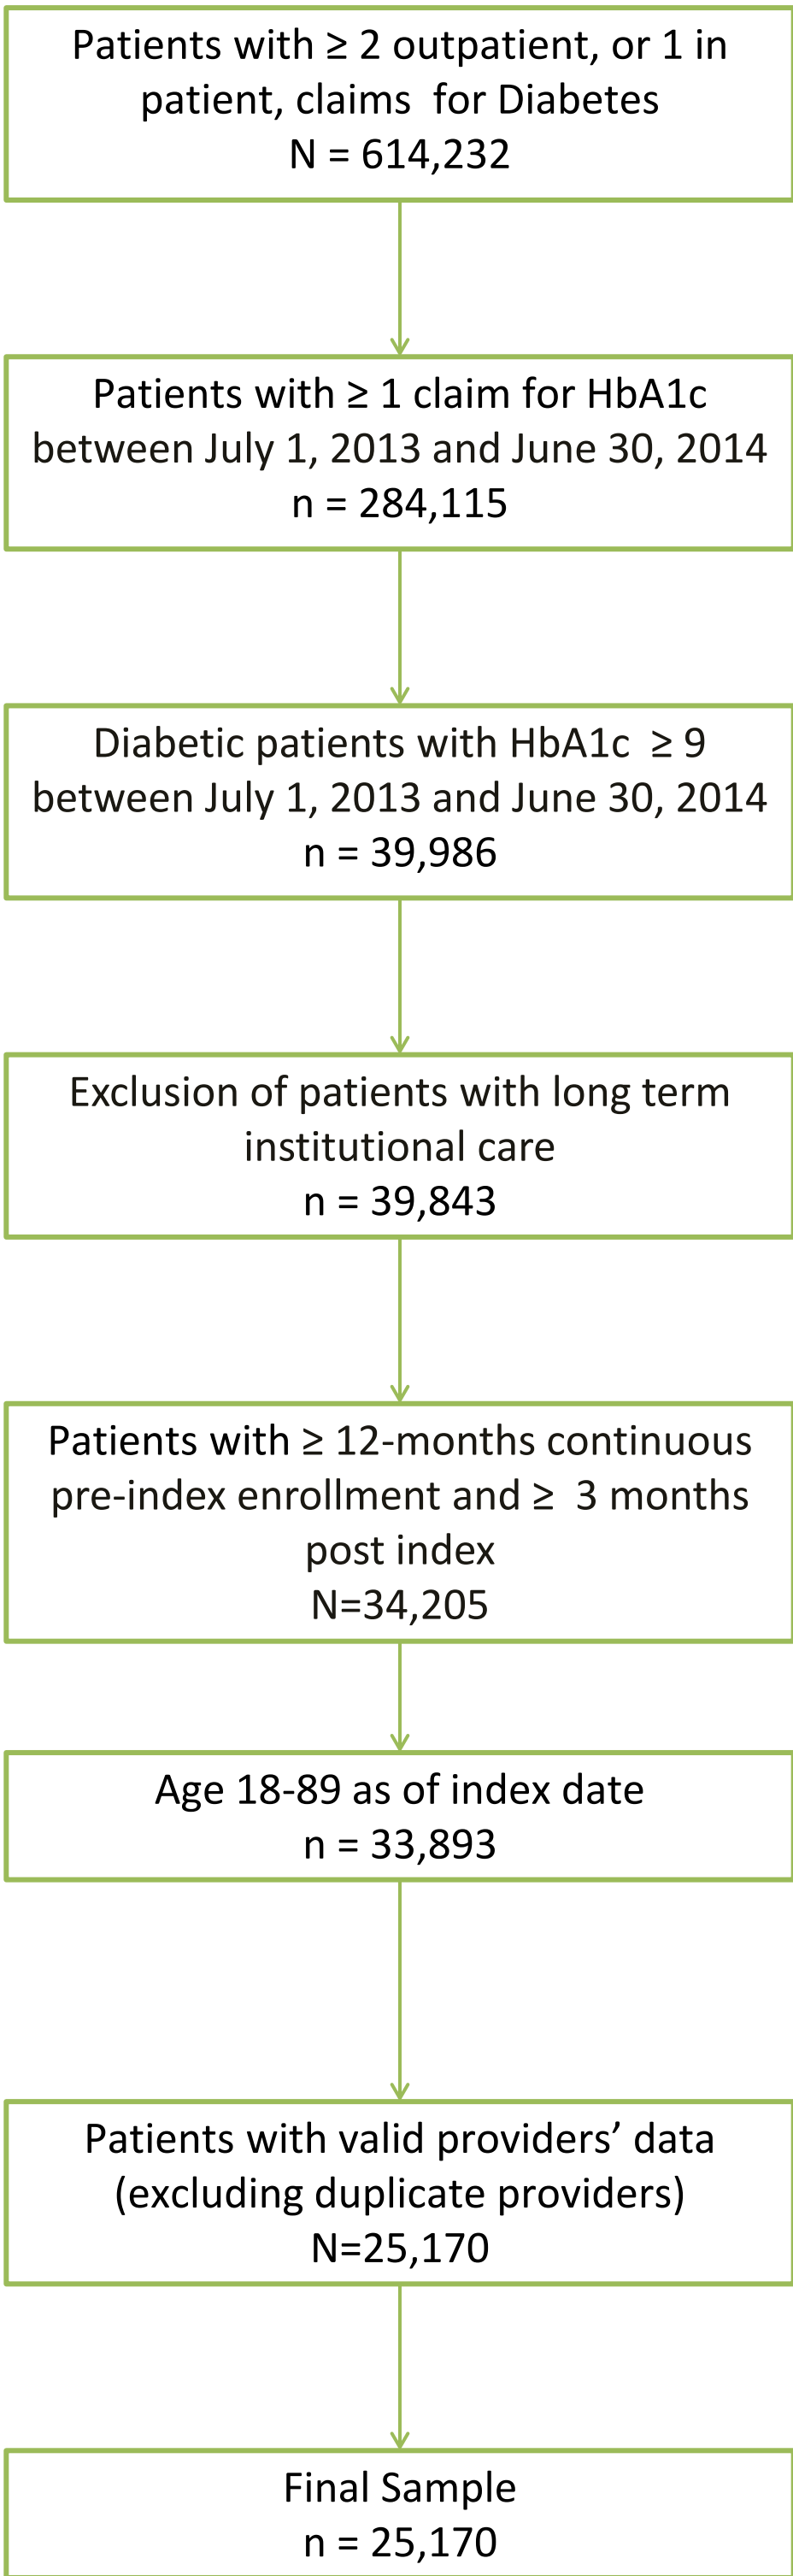 Patients with ≥ 2 outpatient, or 1 in
patient, claims for Diabetes
N = 614,232
Patients with ≥ 1 claim for HbA1c
between July 1, 2013 and June 30, 2014
n = 284,115
Diabetic patients with HbA1c ≥ 9
between July 1, 2013 and June 30, 2014
n = 39,986
Exclusion of patients with long term
institutional care
n = 39,843
Patients with ≥ 12-months continuous
pre-index enrollment and ≥ 3 months
post index
N=34,205
Age 18-89 as of index date
n = 33,893
Patients with valid providers’ data
(excluding duplicate providers)
N=25,170
Final Sample
n = 25,170